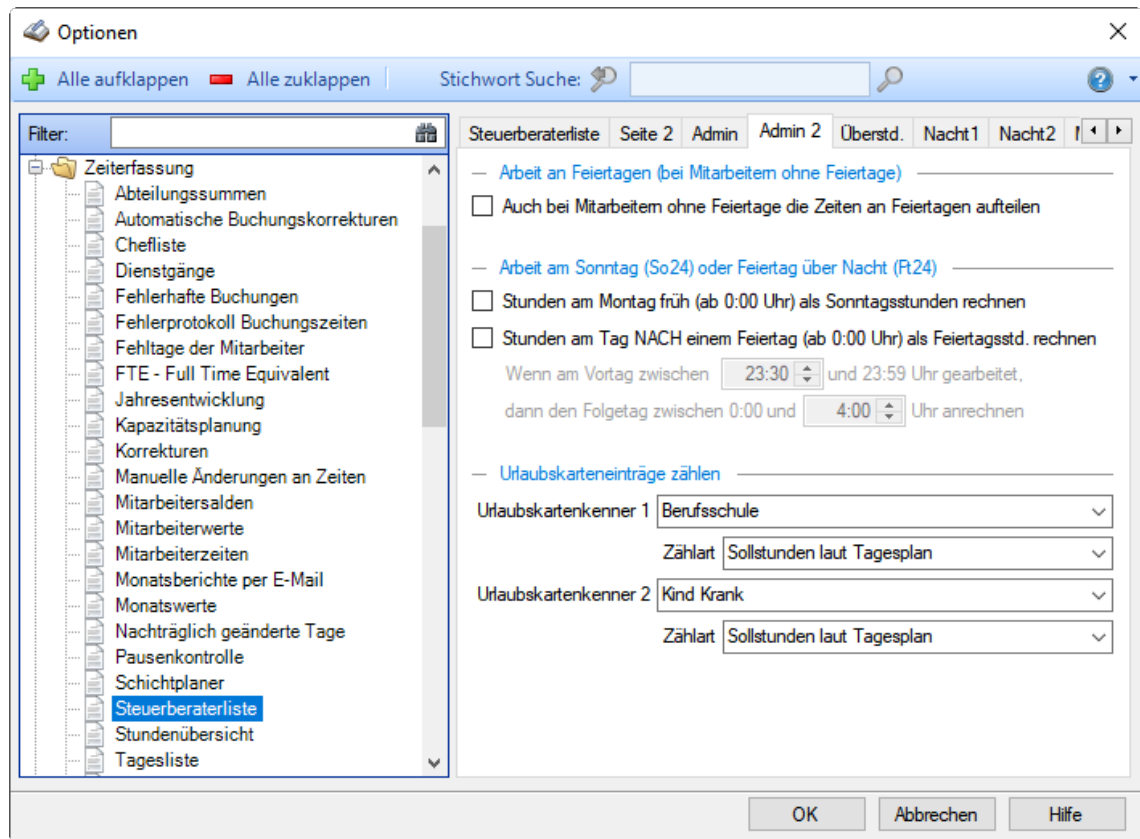 Optionen
Alle aufklappen Alle zuklappen Stichwort Suche:
Filter:
Zeiterfassung
Abteilungssummen
Automatische Buchungskorrekturen
Chefliste
Dienstgänge
Fehlerhafte Buchungen
Fehlerprotokoll Buchungszeiten
Fehltage der Mitarbeiter
FTE - Full Time Equivalent
Jahresentwicklung
Kapazitätsplanung
Korrekturen
Manuelle Änderungen an Zeiten
Mitarbeitersalden
Mitarbeiterwerte
Mitarbeiterzeiten
Monatsberichte per E-Mail
Monatswerte
Nachträglich geänderte Tage
Pausenkontrolle
Schichtplaner
Steuerberaterliste
Stundenübersicht
Tagesliste
Steuerberaterliste Seite 2 Admin Admin 2 Überstd. Nacht1 Nacht2
Arbeit an Feiertagen (bei Mitarbeitern ohne Feiertage)
Auch bei Mitarbeitern ohne Feiertage die Zeiten an Feiertagen aufteilen
Arbeit am Sonntag (So24) oder Feiertag über Nacht (Ft24)
Stunden am Montag früh (ab 0:00 Uhr) als Sonntagsstunden rechnen
Stunden am Tag NACH einem Feiertag (ab 0:00 Uhr) als Feiertagsstd. rechnen
Wenn am Vortag zwischen 23:30 und 23:59 Uhr gearbeitet,
dann den Folgetag zwischen 0:00 und 4:00 Uhr anrechnen
Urlaubskarteneinträge zählen
Urlaubskartenkenner 1 Berufsschule
Zählart Sollstunden laut Tagesplan
Urlaubskartenkenner 2 Kind Krank
Zählart Sollstunden laut Tagesplan
OK Abbrechen Hilfe